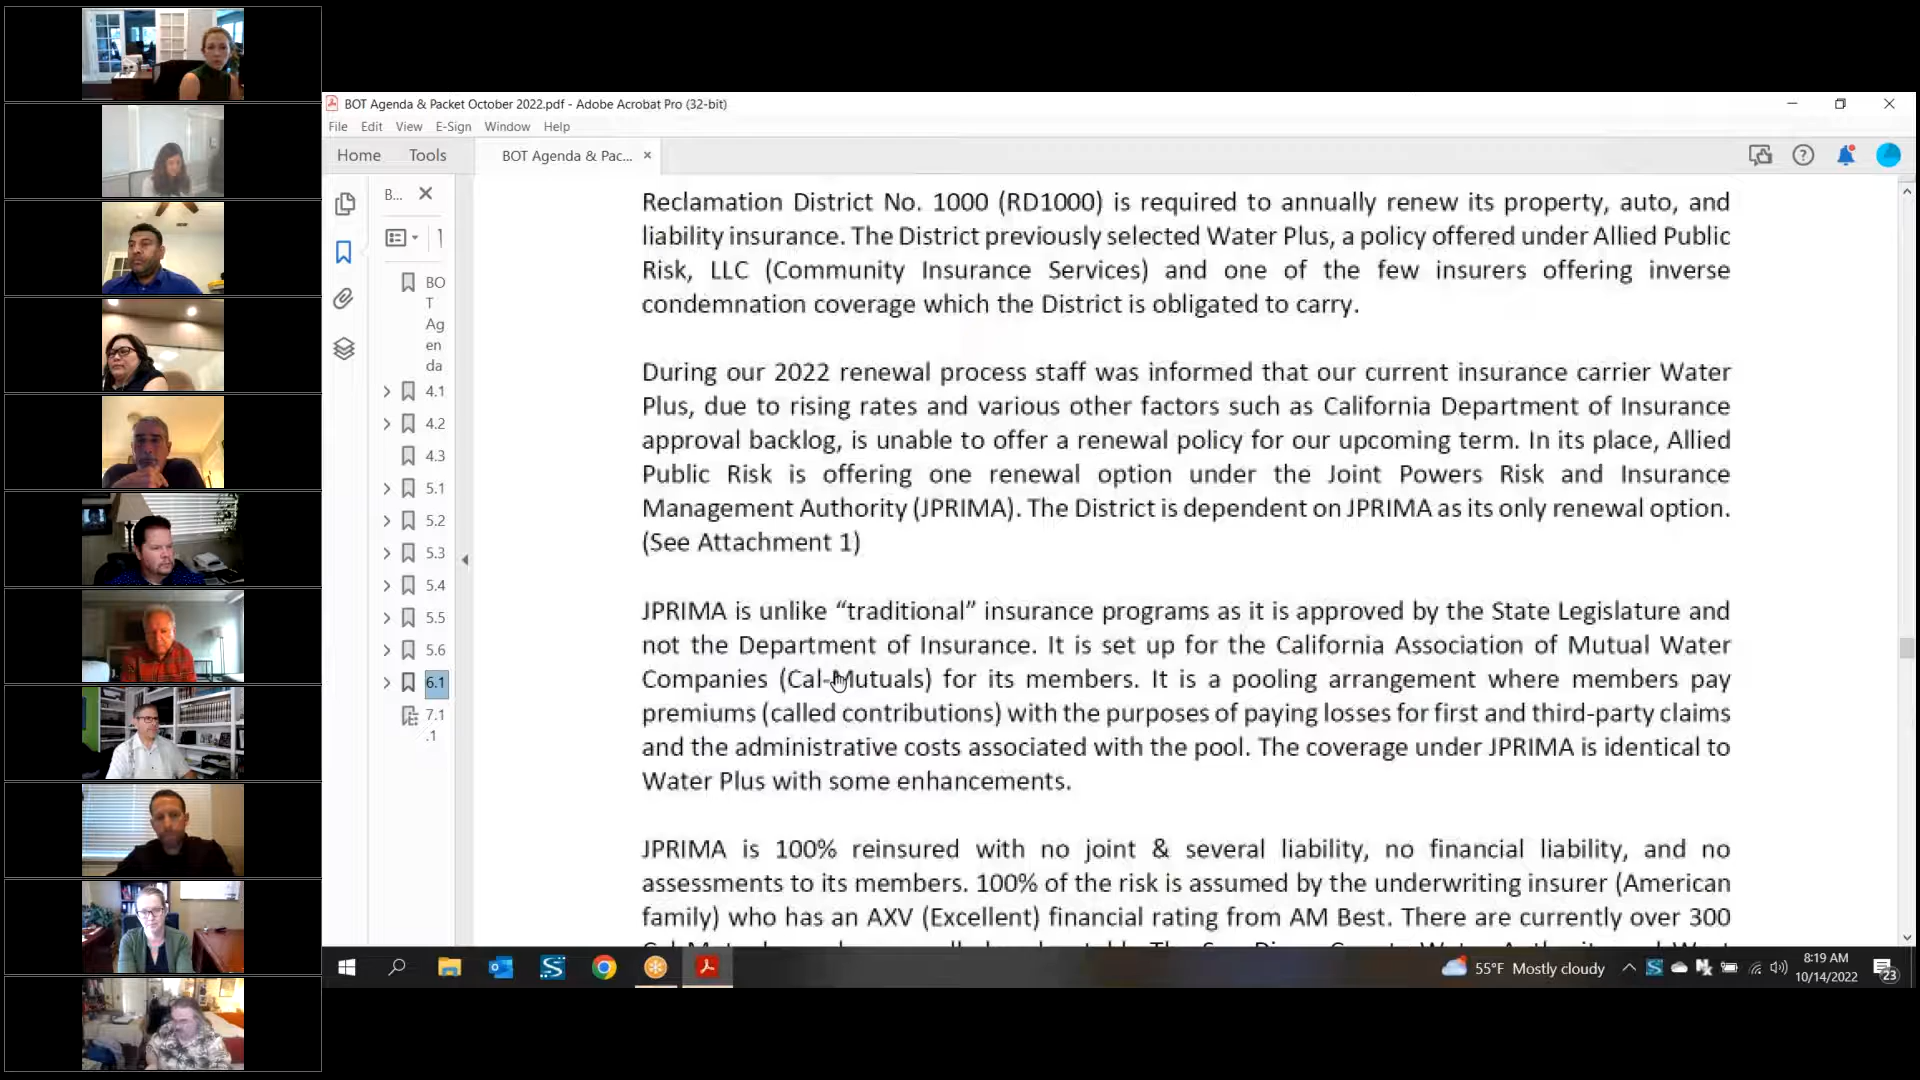 BOT Agenda & Packet October 2022.pdf - Adobe Acrobat Pro (32-bit)
File Edit View E-Sign Window Help
Home Tools BOT Agenda & Pac... ×
B...
BO
T
Ag
en
da
4.1
4.2
4.3
5.1
5.2
5.3
5.4
5.5
5.6
6.1
7.1
.1
Reclamation District No. 1000 (RD1000) is required to annually renew its property, auto, and
liability insurance. The District previously selected Water Plus, a policy offered under Allied Public
Risk, LLC (Community Insurance Services) and one of the few insurers offering inverse
condemnation coverage which the District is obligated to carry.
During our 2022 renewal process staff was informed that our current insurance carrier Water
Plus, due to rising rates and various other factors such as California Department of Insurance
approval backlog, is unable to offer a renewal policy for our upcoming term. In its place, Allied
Public Risk is offering one renewal option under the Joint Powers Risk and Insurance
Management Authority (JPRIMA). The District is dependent on JPRIMA as its only renewal option.
(See Attachment 1)
JPRIMA is unlike “traditional” insurance programs as it is approved by the State Legislature and
not the Department of Insurance. It is set up for the California Association of Mutual Water
Companies (Cal-Mutuals) for its members. It is a pooling arrangement where members pay
premiums (called contributions) with the purposes of paying losses for first and third-party claims
and the administrative costs associated with the pool. The coverage under JPRIMA is identical to
Water Plus with some enhancements.
JPRIMA is 100% reinsured with no joint & several liability, no financial liability, and no
assessments to its members. 100% of the risk is assumed by the underwriting insurer (American
family) who has an AXV (Excellent) financial rating from AM Best. There are currently over 300
55°F Mostly cloudy
8:19 AM
10/14/2022
23